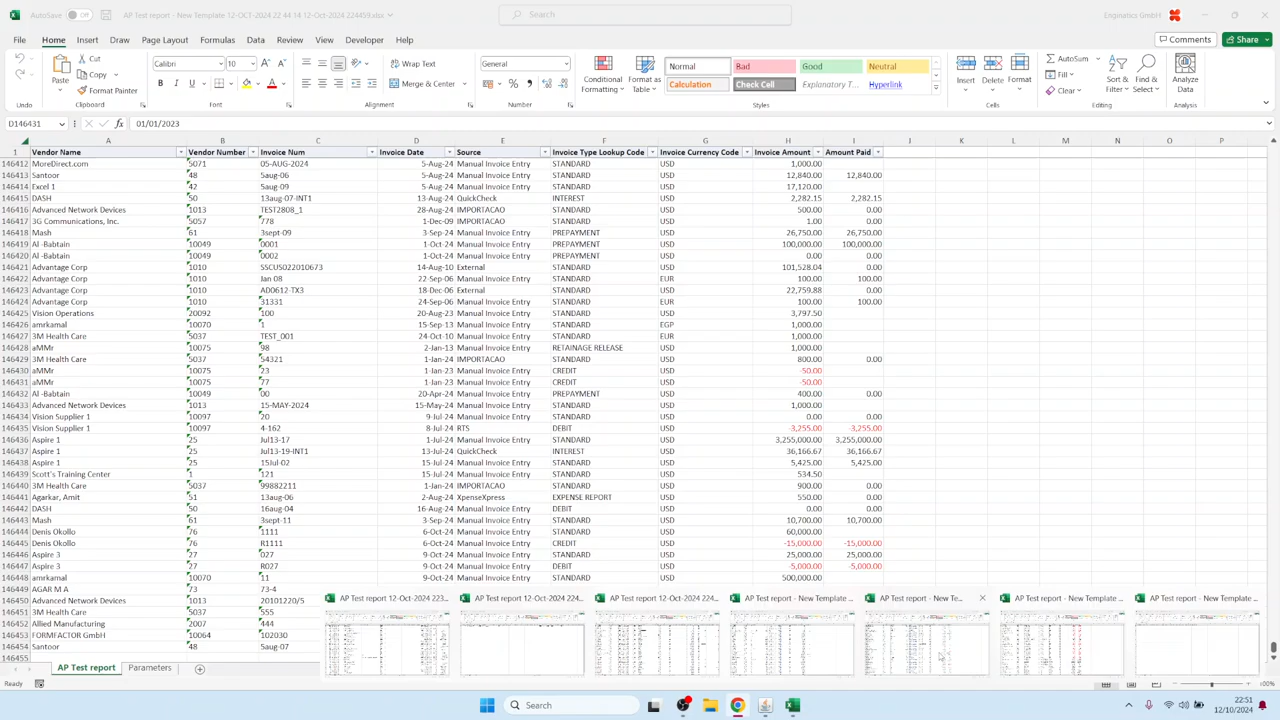 AutoSave Off AP Test report - New Template 12-OCT-2024 22 44 14 12-Oct-2024 224459.xlsx Search Enginatics GmbH
File Home Insert Draw Page Layout Formulas Data Review View Developer Help Comments Share
Paste Cut Copy Format Painter Calibri 10 Wrap Text Merge & Center General Conditional Formatting Format as Table Normal Bad Good Neutral Calculation Check Cell Explanatory T... Hyperlink Insert Delete Format AutoSum Fill Clear Sort & Filter Find & Select Analyze Data
Undo Clipboard Font Alignment Number Styles Cells Editing Analysis
D146431 01/01/2023
A B C D E F G H I J K L M N O P
1 Vendor Name Vendor Number Invoice Num Invoice Date Source Invoice Type Lookup Code Invoice Currency Code Invoice Amount Amount Paid
146412 MoreDirect.com 5071 05-AUG-2024 5-Aug-24 Manual Invoice Entry STANDARD USD 1,000.00
146413 Santoor 48 5aug-06 5-Aug-24 Manual Invoice Entry STANDARD USD 12,840.00 12,840.00
146414 Excel 1 42 5aug-09 5-Aug-24 Manual Invoice Entry STANDARD USD 17,120.00
146415 DASH 50 13aug-07-INT1 13-Aug-24 QuickCheck INTEREST USD 2,282.15 2,282.15
146416 Advanced Network Devices 1013 TEST2808_1 28-Aug-24 IMPORTACAO STANDARD USD 500.00 0.00
146417 3G Communications, Inc. 5057 778 1-Dec-09 IMPORTACAO STANDARD USD 1.00 0.00
146418 Mash 61 3sept-09 3-Sep-24 Manual Invoice Entry PREPAYMENT USD 26,750.00 26,750.00
146419 Al -Babtain 10049 0001 1-Oct-24 Manual Invoice Entry PREPAYMENT USD 100,000.00 100,000.00
146420 Al -Babtain 10049 0002 1-Oct-24 Manual Invoice Entry PREPAYMENT USD 0.00 0.00
146421 Advantage Corp 1010 SSCUS022010673 14-Aug-10 External STANDARD USD 101,528.04 0.00
146422 Advantage Corp 1010 Jan 08 22-Sep-06 Manual Invoice Entry STANDARD EUR 100.00 100.00
146423 Advantage Corp 1010 AD0612-TX3 18-Dec-06 External STANDARD USD 22,759.88 0.00
146424 Advantage Corp 1010 31331 24-Sep-06 Manual Invoice Entry STANDARD EUR 100.00 100.00
146425 Vision Operations 20092 100 20-Aug-23 Manual Invoice Entry STANDARD USD 3,797.50
146426 amrkamal 10070 1 15-Sep-13 Manual Invoice Entry STANDARD EGP 1,000.00
146427 3M Health Care 5037 TEST_001 24-Oct-10 Manual Invoice Entry STANDARD EUR 1,000.00
146428 aMMr 10075 98 2-Jan-13 Manual Invoice Entry RETAINAGE RELEASE USD 1,000.00
146429 3M Health Care 5037 54321 1-Jan-24 IMPORTACAO STANDARD USD 800.00 0.00
146430 aMMr 10075 23 1-Jan-23 Manual Invoice Entry CREDIT USD -50.00
146431 aMMr 10075 77 1-Jan-23 Manual Invoice Entry CREDIT USD -50.00
146432 Al -Babtain 10049 00 20-Apr-24 Manual Invoice Entry PREPAYMENT USD 400.00 0.00
146433 Advanced Network Devices 1013 15-MAY-2024 15-May-24 Manual Invoice Entry STANDARD USD 1,000.00
146434 Vision Supplier 1 10097 20 9-Jul-24 Manual Invoice Entry STANDARD USD 0.00 0.00
146435 Vision Supplier 1 10097 4-162 8-Jul-24 RTS DEBIT USD -3,255.00 -3,255.00
146436 Aspire 1 25 Jul13-17 1-Jul-24 Manual Invoice Entry STANDARD USD 3,255,000.00 3,255,000.00
146437 Aspire 1 25 Jul13-19-INT1 13-Jul-24 QuickCheck INTEREST USD 36,166.67 36,166.67
146438 Aspire 1 25 15Jul-02 15-Jul-24 Manual Invoice Entry STANDARD USD 5,425.00 5,425.00
146439 Scott's Training Center 1 121 15-Jul-24 Manual Invoice Entry STANDARD USD 534.50
146440 3M Health Care 5037 99882211 1-Jan-24 IMPORTACAO STANDARD USD 900.00 0.00
146441 Agarkar, Amit 51 13aug-06 2-Aug-24 XpenseXpress EXPENSE REPORT USD 550.00 0.00
146442 DASH 50 16aug-04 16-Aug-24 Manual Invoice Entry DEBIT USD 0.00 0.00
146443 Mash 61 3sept-11 3-Sep-24 Manual Invoice Entry STANDARD USD 10,700.00 10,700.00
146444 Denis Okollo 76 1111 6-Oct-24 Manual Invoice Entry STANDARD USD 60,000.00
146445 Denis Okollo 76 R1111 6-Oct-24 Manual Invoice Entry CREDIT USD -15,000.00 -15,000.00
146446 Aspire 3 27 027 9-Oct-24 Manual Invoice Entry STANDARD USD 25,000.00 25,000.00
146447 Aspire 3 27 R027 9-Oct-24 Manual Invoice Entry DEBIT USD -5,000.00 -5,000.00
146448 amrkamal 10070 11 9-Oct-24 Manual Invoice Entry STANDARD USD 500,000.00
146449 AGAR M A 73 73-4
146450 Advanced Network Devices 1013 20101220/5
146451 3M Health Care 5037 555
146452 Allied Manufacturing 2007 444
146453 FORMFACTOR GmbH 10064 102030
146454 Santoor 48 5aug-07
146455
AP Test report 12-Oct-2024 223... AP Test report 12-Oct-2024 224... AP Test report 12-Oct-2024 224... AP Test report - New Template ... AP Test report - New Te... AP Test report - New Template ... AP Test report - New Template ...
AP Test report Parameters
Ready 100%
Search 22:51
12/10/2024